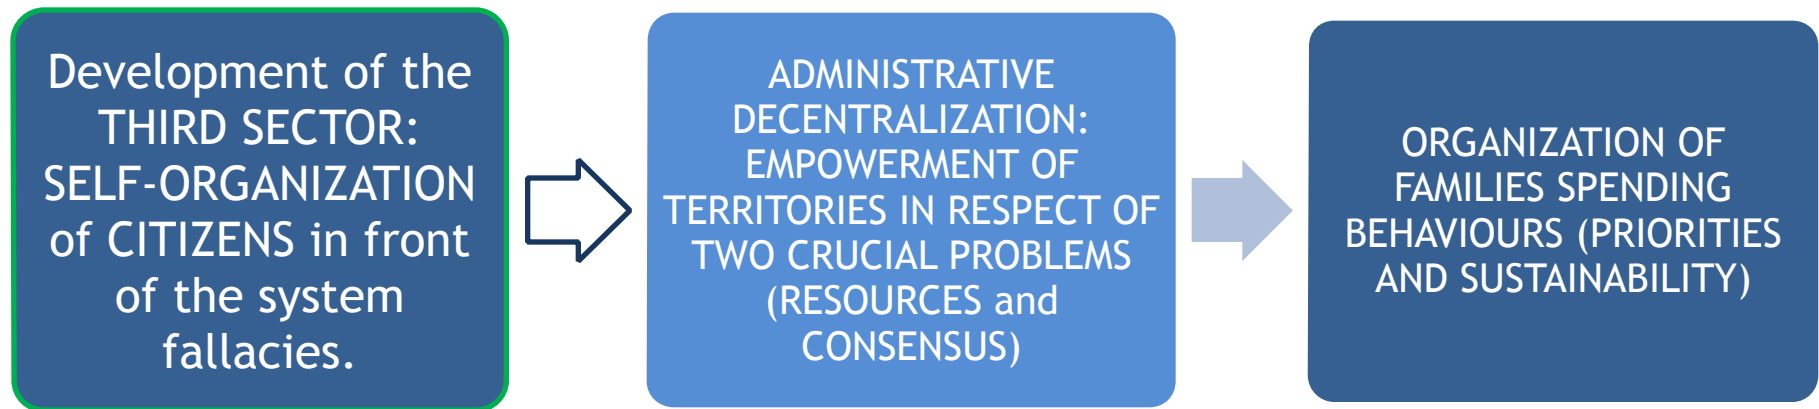 Development of the
THIRD SECTOR:
SELF-ORGANIZATION
of CITIZENS in front
of the system
fallacies.
ADMINISTRATIVE
DECENTRALIZATION:
EMPOWERMENT OF
TERRITORIES IN RESPECT OF
TWO CRUCIAL PROBLEMS
(RESOURCES and
CONSENSUS)
ORGANIZATION OF
FAMILIES SPENDING
BEHAVIOURS (PRIORITIES
AND SUSTAINABILITY)